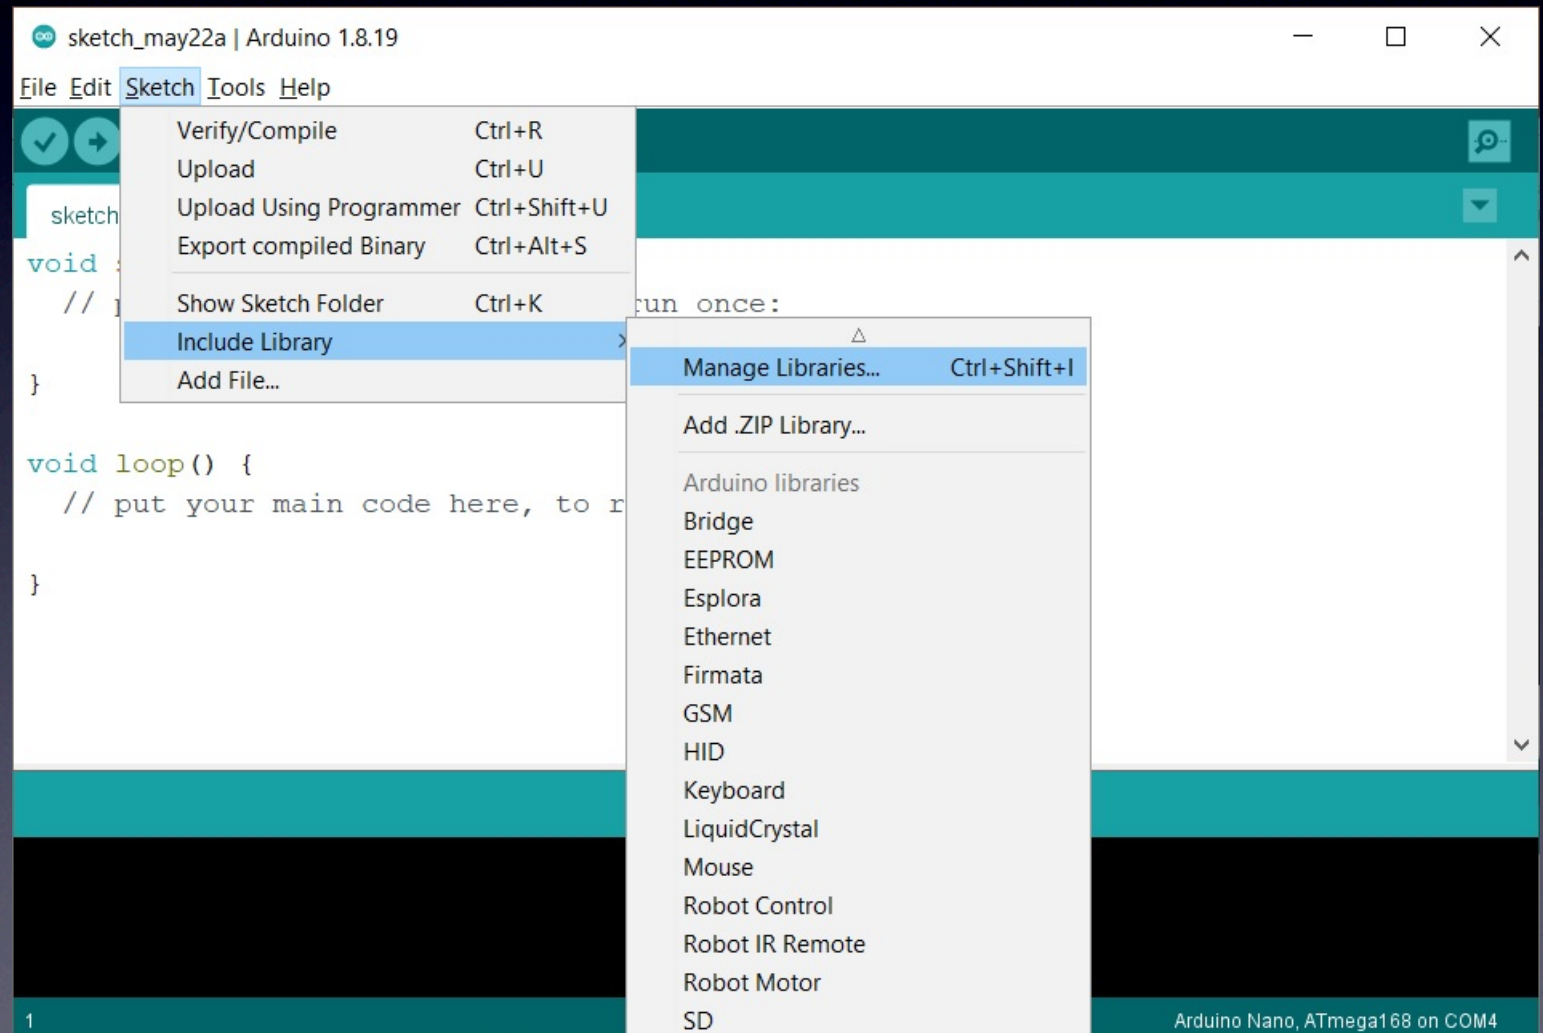 sketch_may22a | Arduino 1.8.19
File Edit Sketch Tools Help
Verify/Compile Ctrl+R
Upload Ctrl+U
Upload Using Programmer Ctrl+Shift+U
Export compiled Binary Ctrl+Alt+S
Show Sketch Folder Ctrl+K
Include Library
Add File...
Manage Libraries... Ctrl+Shift+I
Add .ZIP Library...
Arduino libraries
Bridge
EEPROM
Esplora
Ethernet
Firmata
GSM
HID
Keyboard
LiquidCrystal
Mouse
Robot Control
Robot IR Remote
Robot Motor
SD
sketch
void
// run once:
}
void loop() {
// put your main code here, to
}
1
Arduino Nano, ATmega168 on COM4